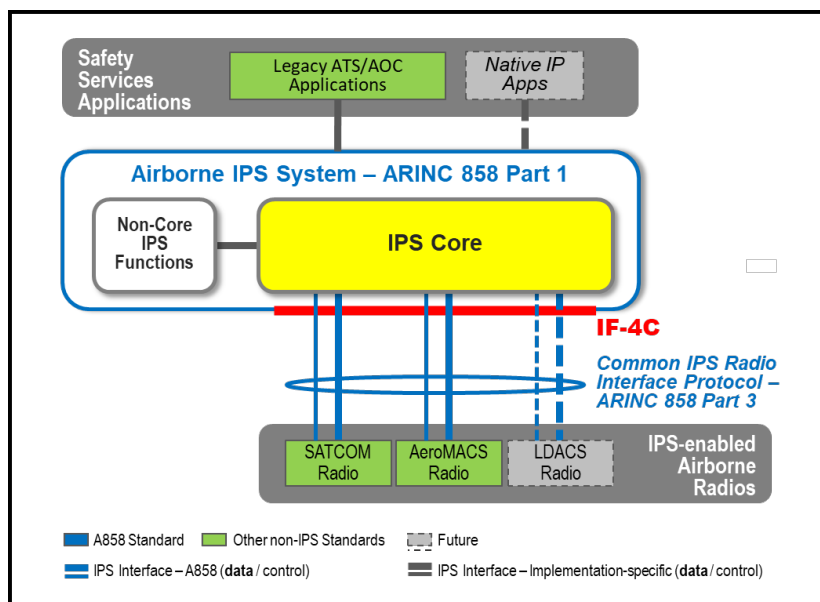 Safety
Services
Applications
Legacy ATS/AOC
Applications
Native IP
Apps
Airborne IPS System – ARINC 858 Part 1
Non-Core
IPS
Functions
IPS Core
IF-4C
Common IPS Radio
Interface Protocol –
ARINC 858 Part 3
SATCOM
Radio
AeroMACS
Radio
LDACS
Radio
IPS-enabled
Airborne
Radios
A858 Standard
Other non-IPS Standards
Future
IPS Interface – A858 (data / control)
IPS Interface – Implementation-specific (data / control)